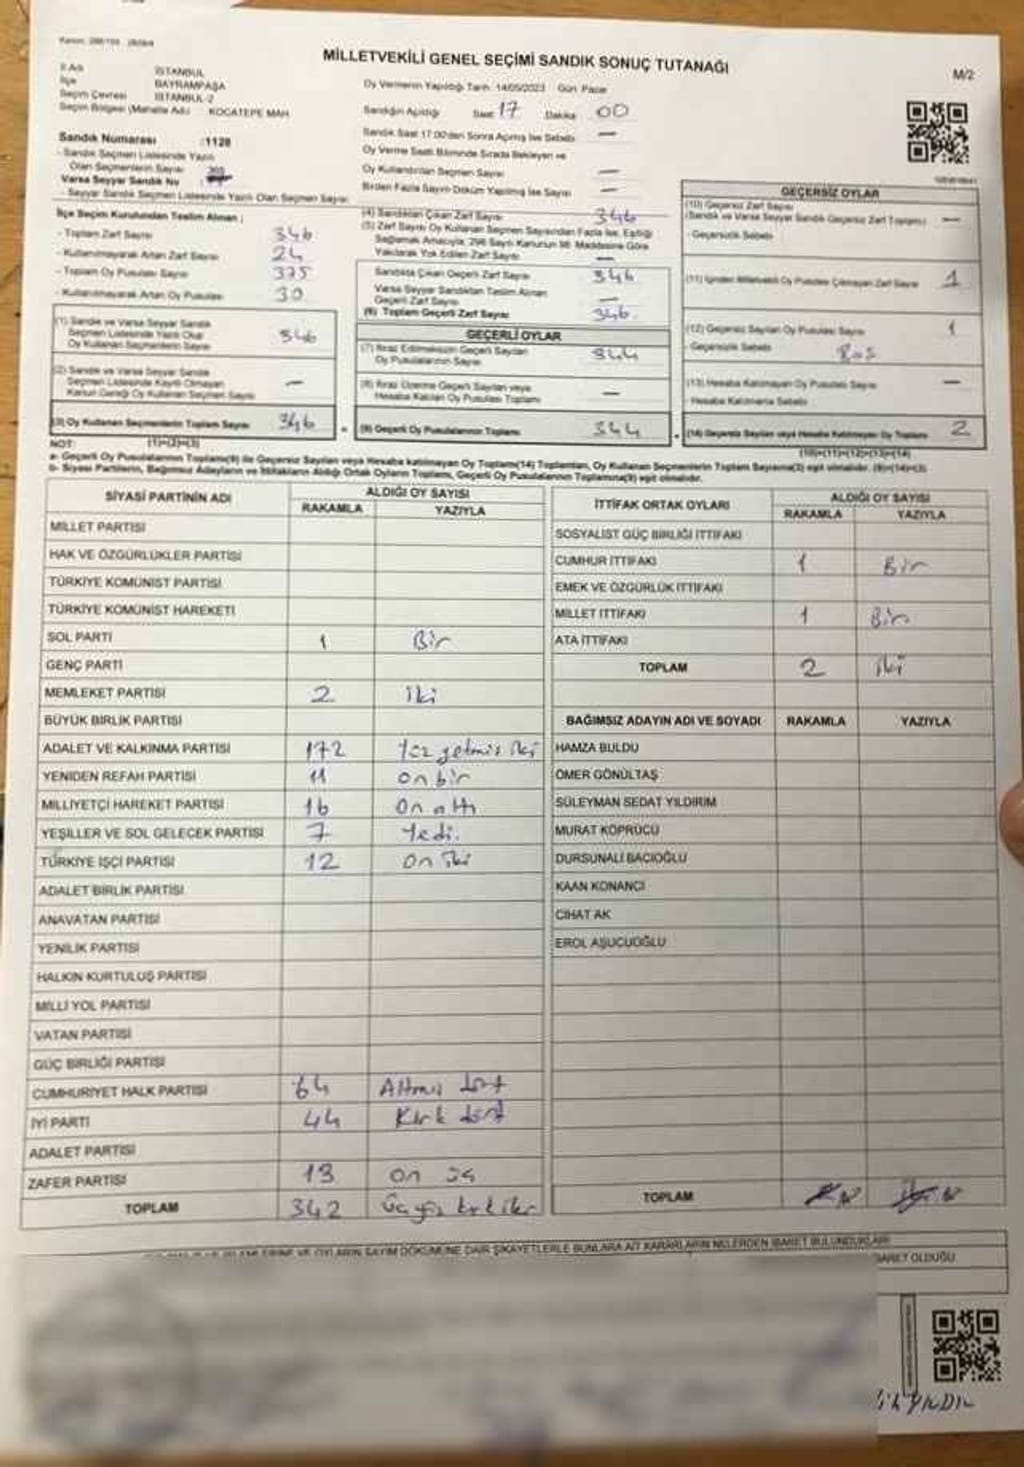 MİLLETVEKİLİ GENEL SEÇİMİ SANDIK SONUÇ TUTANAĞI
M/2
İl Adı İSTANBUL
İlçe BAYRAMPAŞA
Seçim Çevresi İSTANBUL-2
Seçim Bölgesi (Mahalle Adı) KOCATEPE MAH
Oy Vermenin Yapıldığı Tarih: 14/05/2023 Gün Pazar
Sandığın Açıldığı Saat 17 Dakika 00
Sandık Saat 17.00'den Sonra Açılmış İse Sebebi —
Oy Verme Saati Bitiminde Sırada Bekleyen ve
Oy Kullandırılan Seçmen Sayısı —
Birden Fazla Sayım Döküm Yapılmış İse Sayısı —
Sandık Numarası :1128
- Sandık Seçmen Listesinde Yazılı
Olan Seçmenlerin Sayısı
Varsa Seyyar Sandık No
- Seyyar Sandık Seçmen Listesinde Yazılı Olan Seçmen Sayısı
İlçe Seçim Kurulundan Teslim Alınan ;
- Toplam Zarf Sayısı 346
- Kullanılmayarak Artan Zarf Sayısı 24
- Toplam Oy Pusulası Sayısı 375
- Kullanılmayarak Artan Oy Pusulası 30
(1) Sandık ve Varsa Seyyar Sandık
Seçmen Listesinde Yazılı Olup
Oy Kullanan Seçmenlerin Sayısı 346
(2) Sandık ve Varsa Seyyar Sandık
Seçmen Listesinde Kayıtlı Olmayan
Kanun Gereği Oy Kullanan Seçmen Sayısı —
(3) Oy Kullanan Seçmenlerin Toplam Sayısı 346
(4) Sandıktan Çıkan Zarf Sayısı 346
(5) Zarf Sayısı Oy Kullanan Seçmen Sayısından Fazla İse, Eşitliği
Sağlamak Amacıyla, 298 Sayılı Kanunun 98. Maddesine Göre
Yakılarak Yok Edilen Zarf Sayısı —
Sandıkta Çıkan Geçerli Zarf Sayısı 346
Varsa Seyyar Sandıktan Teslim Alınan
Geçerli Zarf Sayısı —
(6) Toplam Geçerli Zarf Sayısı 346
GEÇERLİ OYLAR
(7) İtiraz Edilmeksizin Geçerli Sayılan
Oy Pusulalarının Sayısı 344
(8) İtiraz Üzerine Geçerli Sayılan veya
Hesaba Katılan Oy Pusulası Toplamı —
(9) Geçerli Oy Pusulalarının Toplamı 344
GEÇERSİZ OYLAR
(10) Geçersiz Zarf Sayısı
(Sandık ve Varsa Seyyar Sandık Geçersiz Zarf Toplamı) —
- Geçersizlik Sebebi
(11) İçinden Milletvekili Oy Pusulası Çıkmayan Zarf Sayısı 1
(12) Geçersiz Sayılan Oy Pusulası Sayısı 1
- Geçersizlik Sebebi Boş
(13) Hesaba Katılmayan Oy Pusulası Sayısı —
- Hesaba Katılmama Sebebi
(14) Geçersiz Sayılan veya Hesaba Katılmayan Oy Toplamı 2
NOT: (1)+(2)=(3)
(10)+(11)+(12)+(13)=(14)
a- Geçerli Oy Pusulalarının Toplamı(9) ile Geçersiz Sayılan veya Hesaba katılmayan Oy Toplamı(14) Toplamları, Oy Kullanan Seçmenlerin Toplam Sayısına(3) eşit olmalıdır. (9)+(14)=(3)
b- Siyasi Partilerin, Bağımsız Adayların ve İttifakların Aldığı Ortak Oyların Toplamı, Geçerli Oy Pusulalarının Toplamına(9) eşit olmalıdır.
SİYASİ PARTİNİN ADI ALDIĞI OY SAYISI
RAKAMLA YAZIYLA
MİLLET PARTİSİ
HAK VE ÖZGÜRLÜKLER PARTİSİ
TÜRKİYE KOMÜNİST PARTİSİ
TÜRKİYE KOMÜNİST HAREKETİ
SOL PARTİ 1 Bir
GENÇ PARTİ
MEMLEKET PARTİSİ 2 iki
BÜYÜK BİRLİK PARTİSİ
ADALET VE KALKINMA PARTİSİ 172 Yüz yetmiş iki
YENİDEN REFAH PARTİSİ 11 on bir
MİLLİYETÇİ HAREKET PARTİSİ 16 On altı
YEŞİLLER VE SOL GELECEK PARTİSİ 7 Yedi.
TÜRKİYE İŞÇİ PARTİSİ 12 on iki
ADALET BİRLİK PARTİSİ
ANAVATAN PARTİSİ
YENİLİK PARTİSİ
HALKIN KURTULUŞ PARTİSİ
MİLLİ YOL PARTİSİ
VATAN PARTİSİ
GÜÇ BİRLİĞİ PARTİSİ
CUMHURİYET HALK PARTİSİ 64 Altmış dört
İYİ PARTİ 44 Kırk dört
ADALET PARTİSİ
ZAFER PARTİSİ 13 on üç
TOPLAM 342 Üçyüz kırk iki
İTTİFAK ORTAK OYLARI ALDIĞI OY SAYISI
RAKAMLA YAZIYLA
SOSYALİST GÜÇ BİRLİĞİ İTTİFAKI
CUMHUR İTTİFAKI 1 Bir
EMEK VE ÖZGÜRLÜK İTTİFAKI
MİLLET İTTİFAKI 1 Bir
ATA İTTİFAKI
TOPLAM 2 iki
BAĞIMSIZ ADAYIN ADI VE SOYADI RAKAMLA YAZIYLA
HAMZA BULDU
ÖMER GÖNÜLTAŞ
SÜLEYMAN SEDAT YILDIRIM
MURAT KÖPRÜCÜ
DURSUNALİ BACIOĞLU
KAAN KONANCI
CİHAT AK
EROL AŞUCUOĞLU
TOPLAM
OYLARIN SAYIM DÖKÜMÜNE DAİR ŞİKAYETLERLE BUNLARA AİT KARARLARIN NELERDEN İBARET BULUNDUKLARI
İBARET OLDUĞU